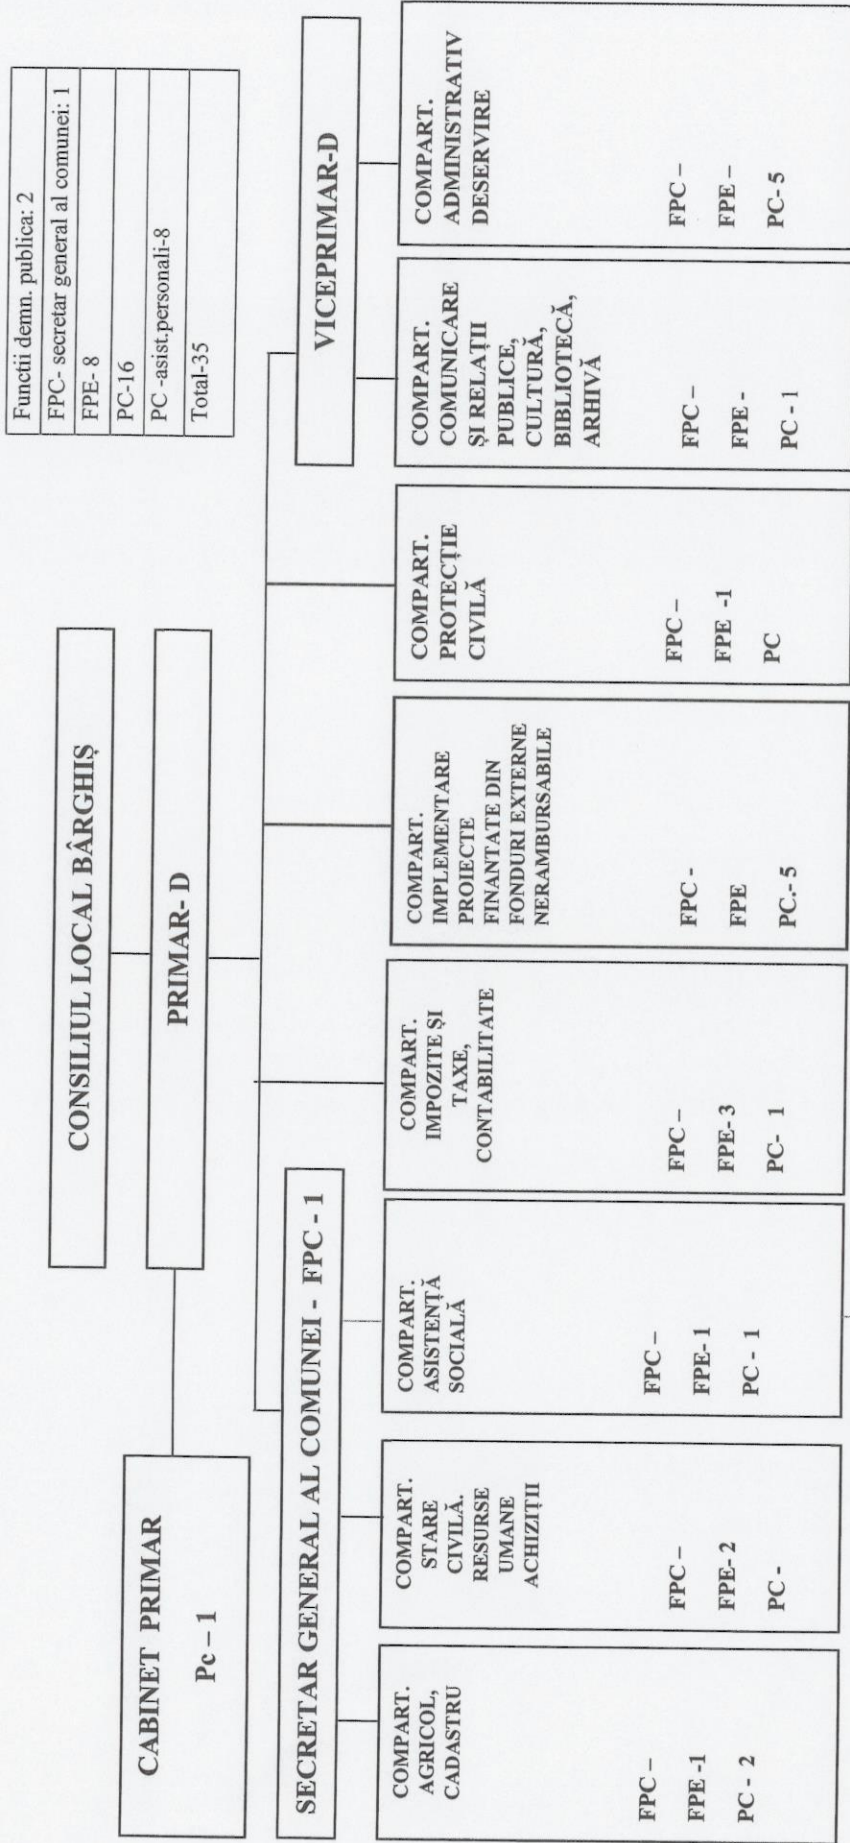 Functii demn. publica: 2
FPC- secretar general al comunei: 1
FPE- 8
PC-16
PC -asist.personali-8
Total-35
CONSILIUL LOCAL BÂRGHIȘ
PRIMAR- D
CABINET PRIMAR
Pc – 1
SECRETAR GENERAL AL COMUNEI - FPC - 1
VICEPRIMAR-D
COMPART.
AGRICOL,
CADASTRU
FPC –
FPE -1
PC - 2
COMPART.
STARE
CIVILĂ.
RESURSE
UMANE
ACHIZIȚII
FPC –
FPE- 2
PC -
COMPART.
ASISTENȚĂ
SOCIALĂ
FPC –
FPE- 1
PC - 1
COMPART.
IMPOZITE ȘI
TAXE,
CONTABILITATE
FPC –
FPE- 3
PC- 1
COMPART.
IMPLEMENTARE
PROIECTE
FINANTATE DIN
FONDURI EXTERNE
NERAMBURSABILE
FPC -
FPE
PC.- 5
COMPART.
PROTECȚIE
CIVILĂ
FPC –
FPE -1
PC
COMPART.
COMUNICARE
ȘI RELAȚII
PUBLICE,
CULTURĂ,
BIBLIOTECĂ,
ARHIVĂ
FPC –
FPE -
PC - 1
COMPART.
ADMINISTRATIV
DESERVIRE
FPC –
FPE –
PC- 5